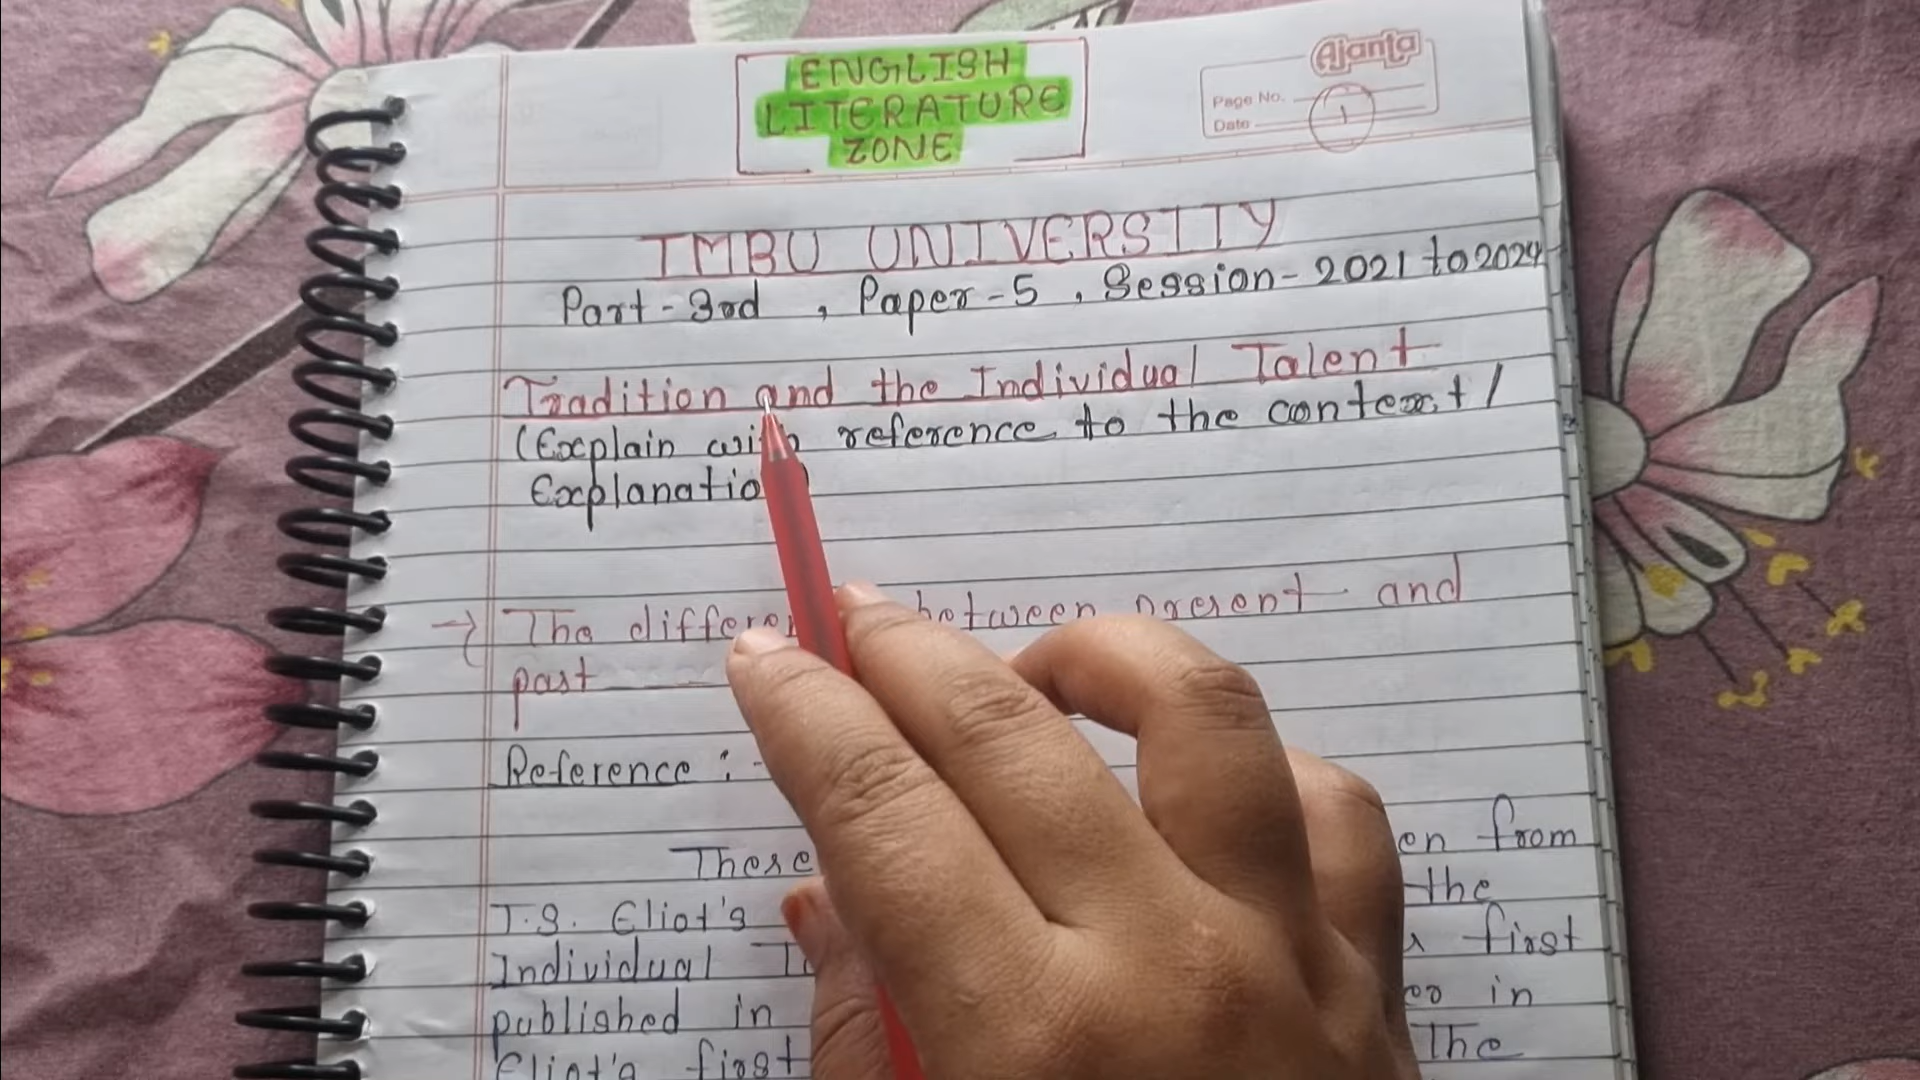 ENGLISH
LITERATURE
ZONE
Ajanta
Page No.
Date
1
TMBU UNIVERSITY
Part-3rd , Paper-5 , Session-2021 to 2024
Tradition and the Individual Talent
(Explain with reference to the context/
Explanation)
→ The between present and
past
Reference :-
These en from
T.S. Eliot's the
Individual first
published in in
Eliot's first The